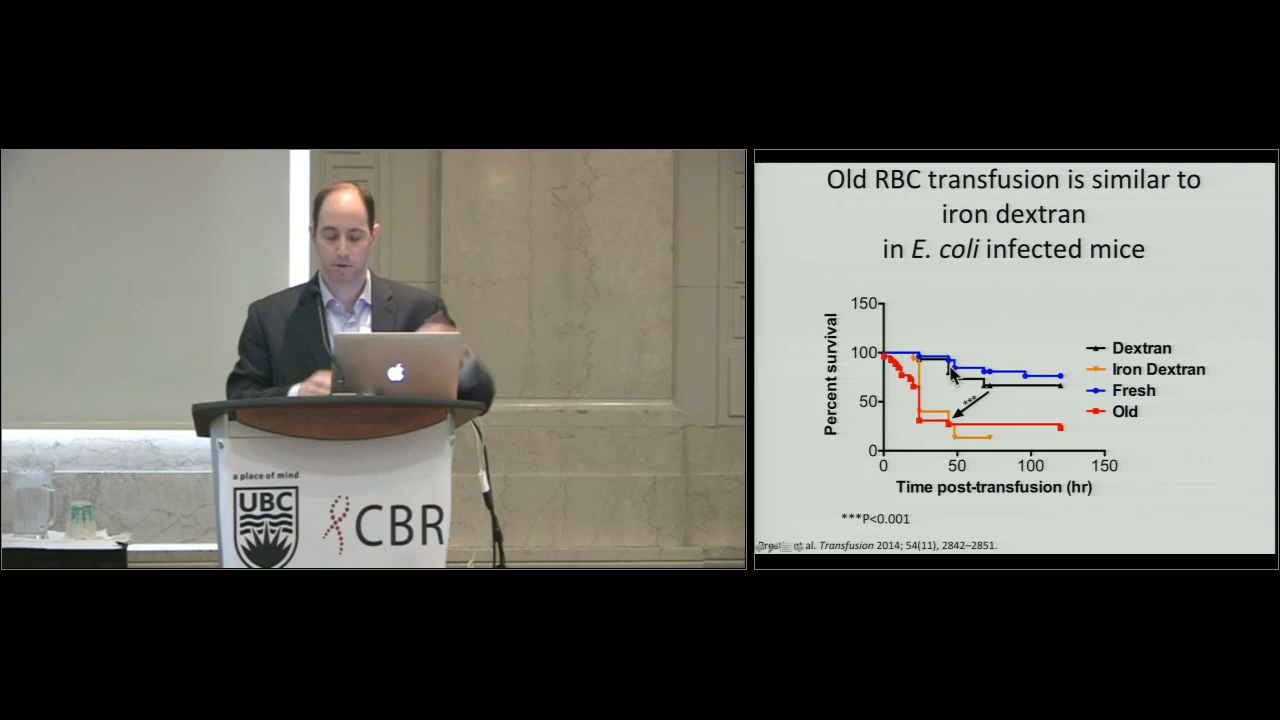 a place of mind
UBC
CBR
Old RBC transfusion is similar to
iron dextran
in E. coli infected mice
150
100
50
0
Percent survival
0 50 100 150
Time post-transfusion (hr)
***
Dextran
Iron Dextran
Fresh
Old
***P<0.001
et al. Transfusion 2014; 54(11), 2842–2851.